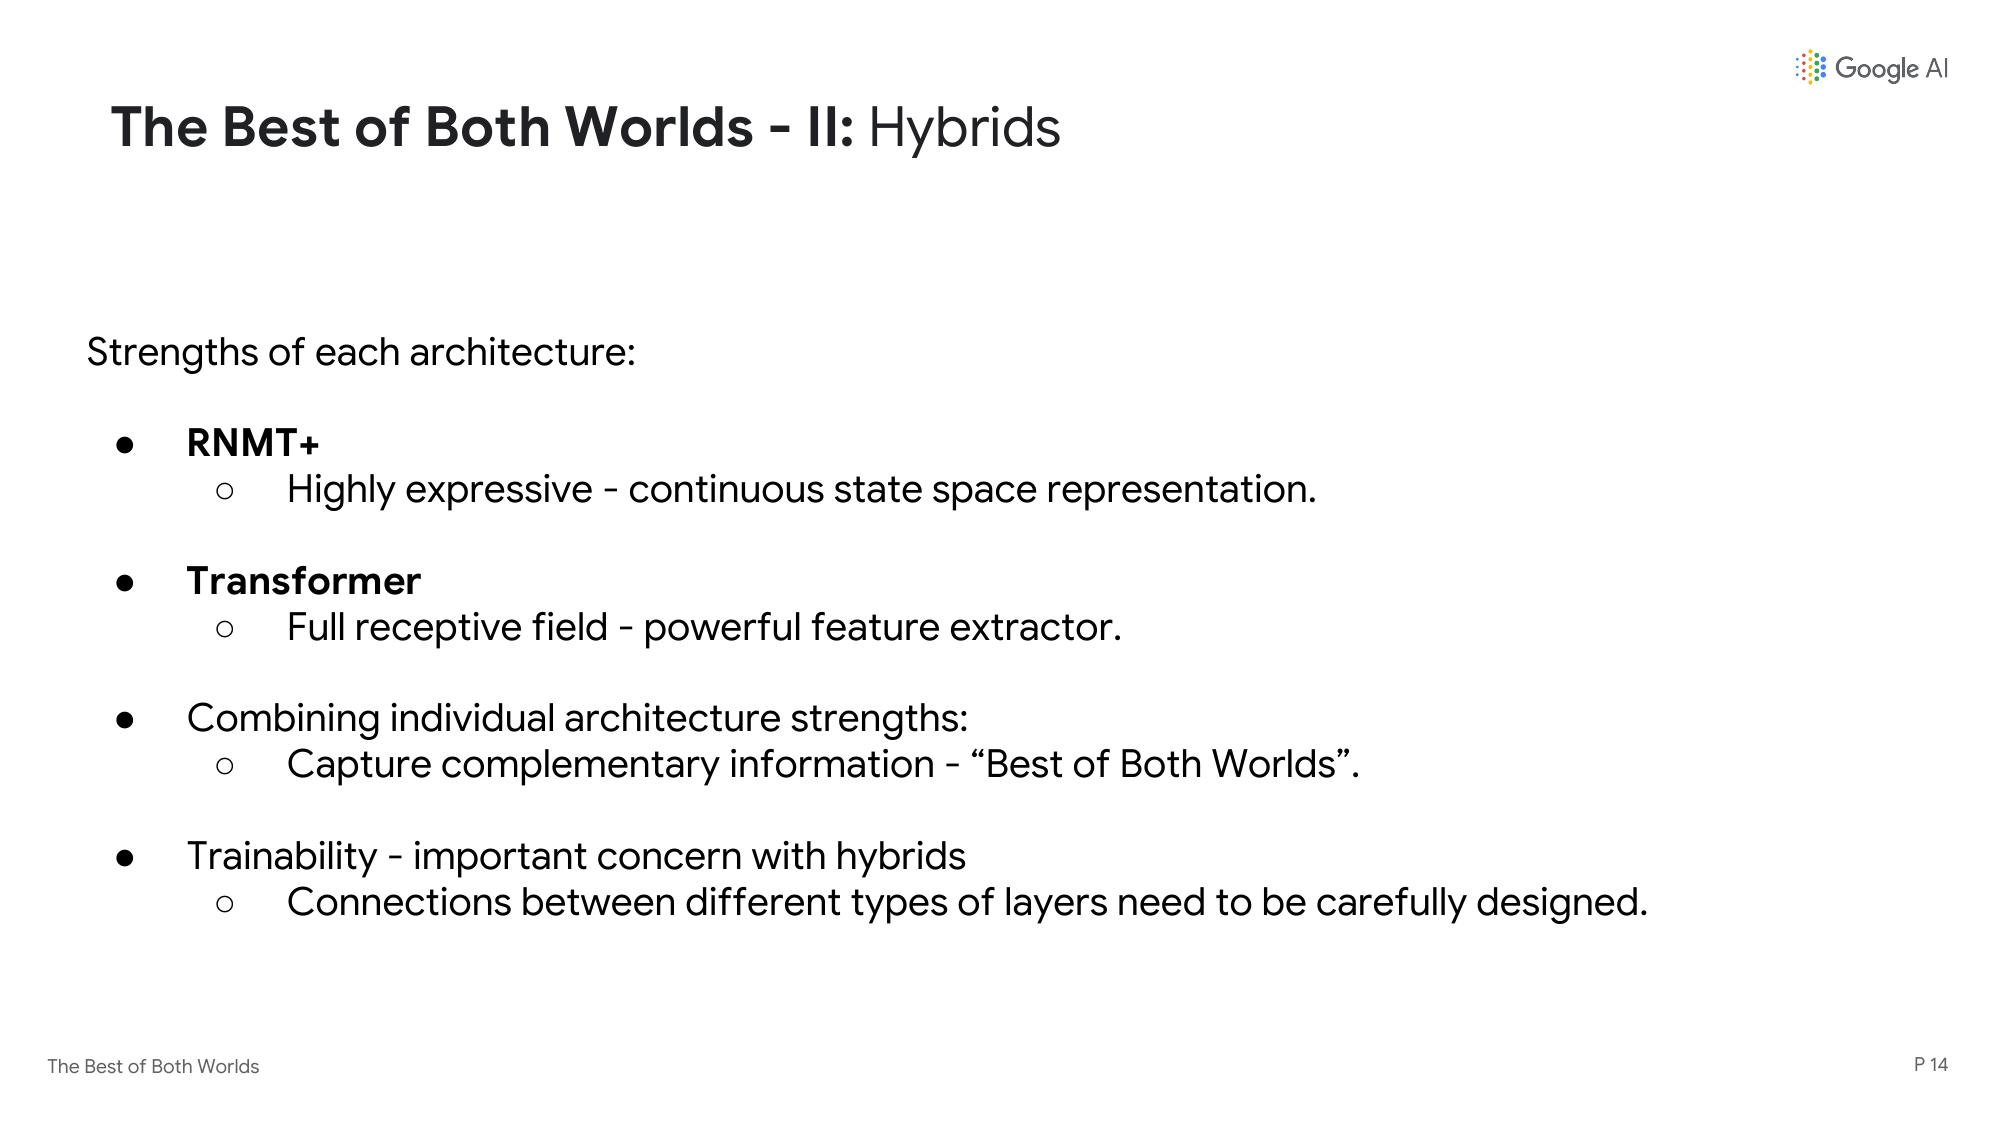 Google AI
The Best of Both Worlds - II: Hybrids
Strengths of each architecture:
● RNMT+
○ Highly expressive - continuous state space representation.
● Transformer
○ Full receptive field - powerful feature extractor.
● Combining individual architecture strengths:
○ Capture complementary information - “Best of Both Worlds”.
● Trainability - important concern with hybrids
○ Connections between different types of layers need to be carefully designed.
The Best of Both Worlds
P 14